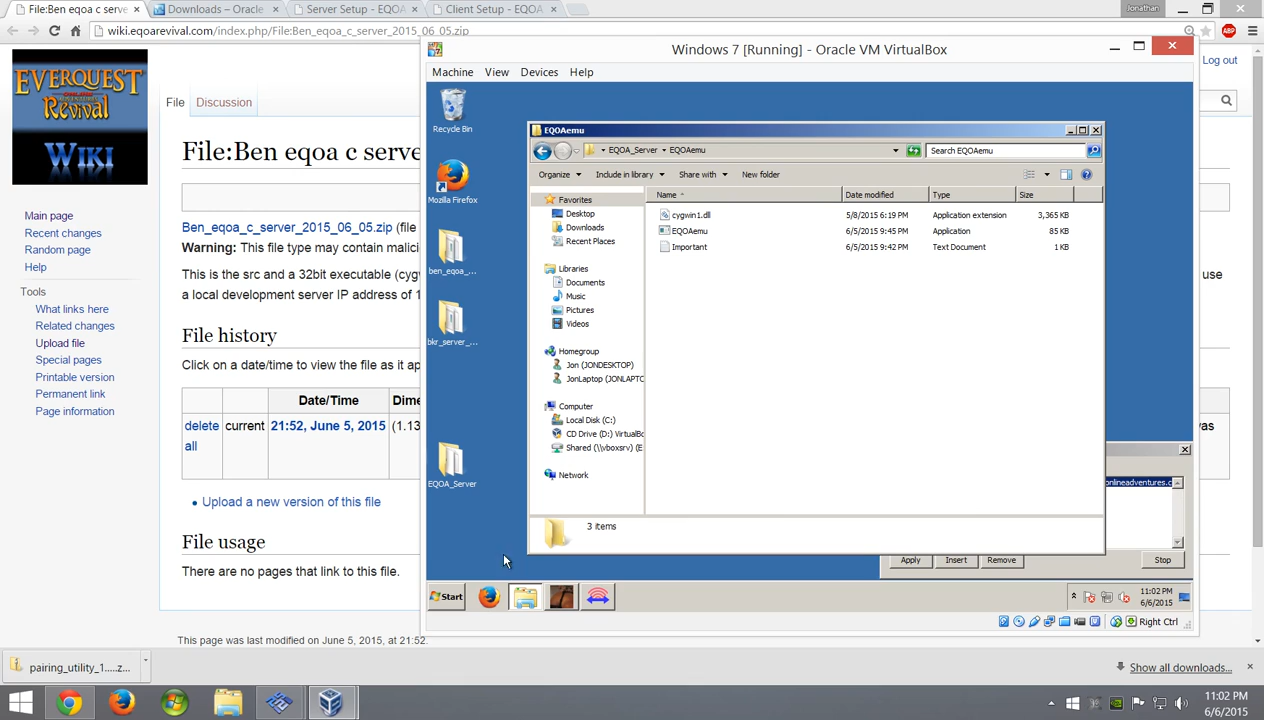 File:Ben eqoa c serve
Downloads – Oracle
Server Setup - EQOA
Client Setup - EQOA
Jonathan
wiki.eqoarevival.com/index.php/File:Ben_eqoa_c_server_2015_06_05.zip
ABP
EVERQUEST
ONLINE ADVENTURES
REVIVAL
WIKI
Main page
Recent changes
Random page
Help
Tools
What links here
Related changes
Upload file
Special pages
Printable version
Permanent link
Page information
File
Discussion
Log out
File:Ben eqoa c serve
Ben_eqoa_c_server_2015_06_05.zip (file
Warning: This file type may contain malici
This is the src and a 32bit executable (cyg
use
a local development server IP address of 1
File history
Click on a date/time to view the file as it ap
Date/Time
Dime
delete
all
current
21:52, June 5, 2015
(1.13
was
Upload a new version of this file
File usage
There are no pages that link to this file.
This page was last modified on June 5, 2015, at 21:52.
Windows 7 [Running] - Oracle VM VirtualBox
Machine
View
Devices
Help
Recycle Bin
Mozilla Firefox
ben_eqoa_...
bkr_server_...
EQOA_Server
EQOAemu
EQOA_Server
EQOAemu
Search EQOAemu
Organize
Include in library
Share with
New folder
Favorites
Desktop
Downloads
Recent Places
Libraries
Documents
Music
Pictures
Videos
Homegroup
Jon (JONDESKTOP)
JonLaptop (JONLAPTC
Computer
Local Disk (C:)
CD Drive (D:) VirtualBo
Shared (\\vboxsrv) (E
Network
Name
Date modified
Type
Size
cygwin1.dll
5/8/2015 6:19 PM
Application extension
3,365 KB
EQOAemu
6/5/2015 9:45 PM
Application
85 KB
Important
6/5/2015 9:42 PM
Text Document
1 KB
3 items
onlineadventures.c
Apply
Insert
Remove
Stop
Start
11:02 PM
6/6/2015
Right Ctrl
pairing_utility_1.....z...
Show all downloads...
11:02 PM
6/6/2015